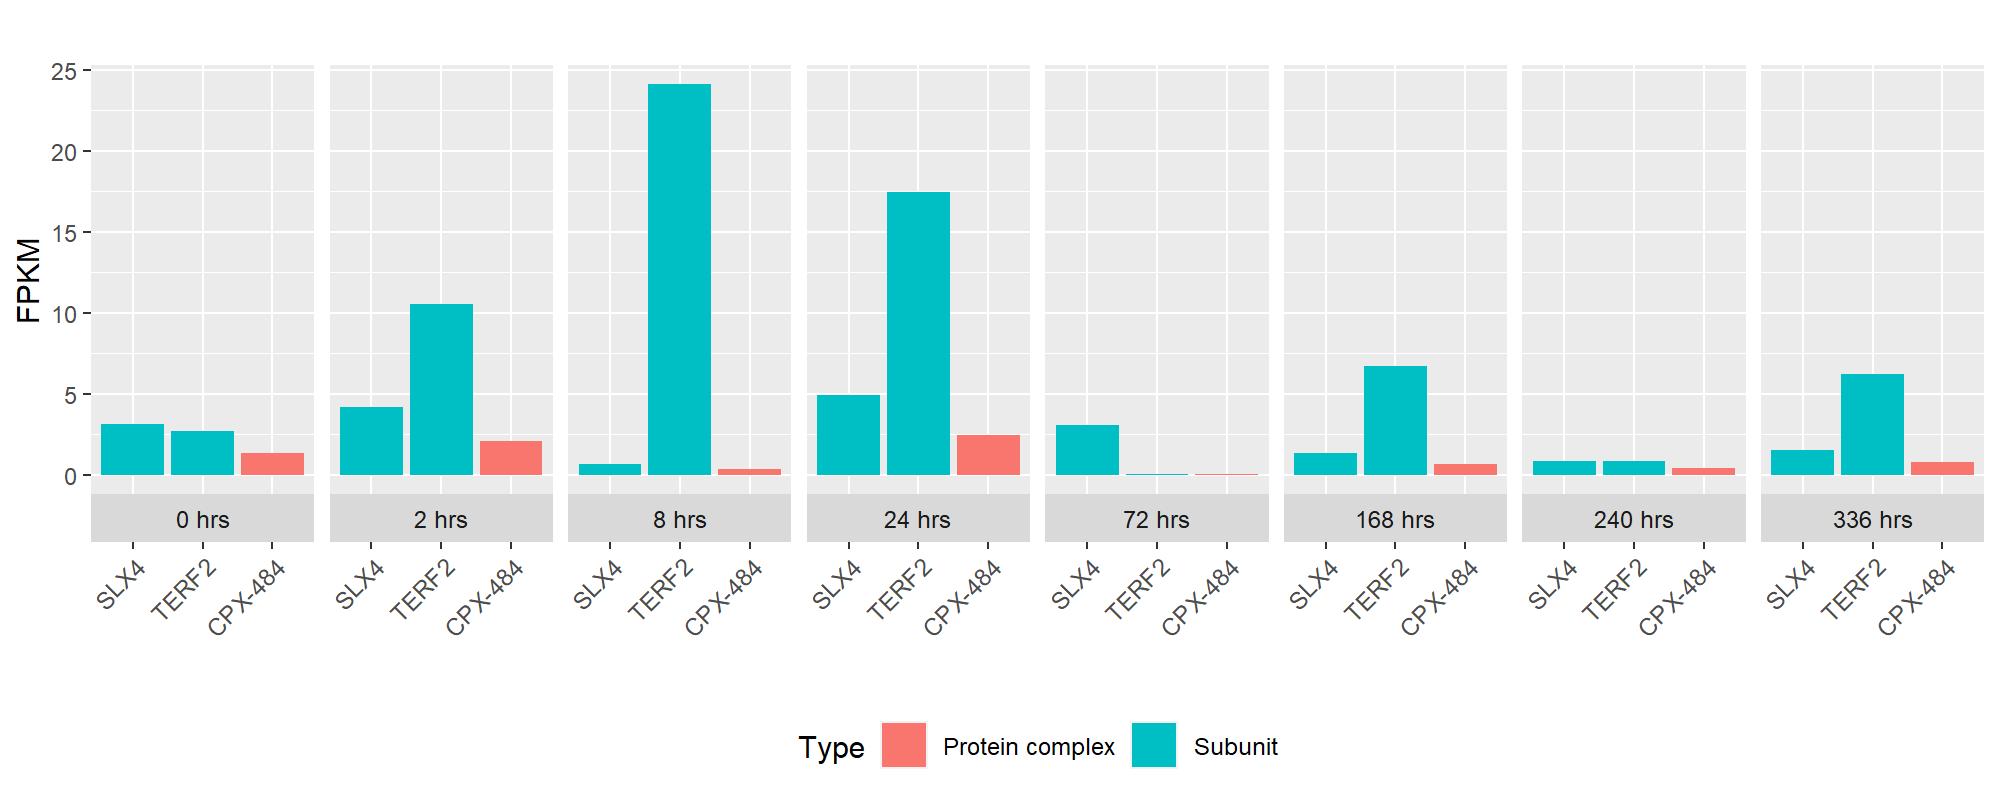 FPKM
25
20
15
10
5
0
0 hrs 2 hrs 8 hrs 24 hrs 72 hrs 168 hrs 240 hrs 336 hrs
SLX4 TERF2 CPX-484 SLX4 TERF2 CPX-484 SLX4 TERF2 CPX-484 SLX4 TERF2 CPX-484 SLX4 TERF2 CPX-484 SLX4 TERF2 CPX-484 SLX4 TERF2 CPX-484 SLX4 TERF2 CPX-484
Type Protein complex Subunit